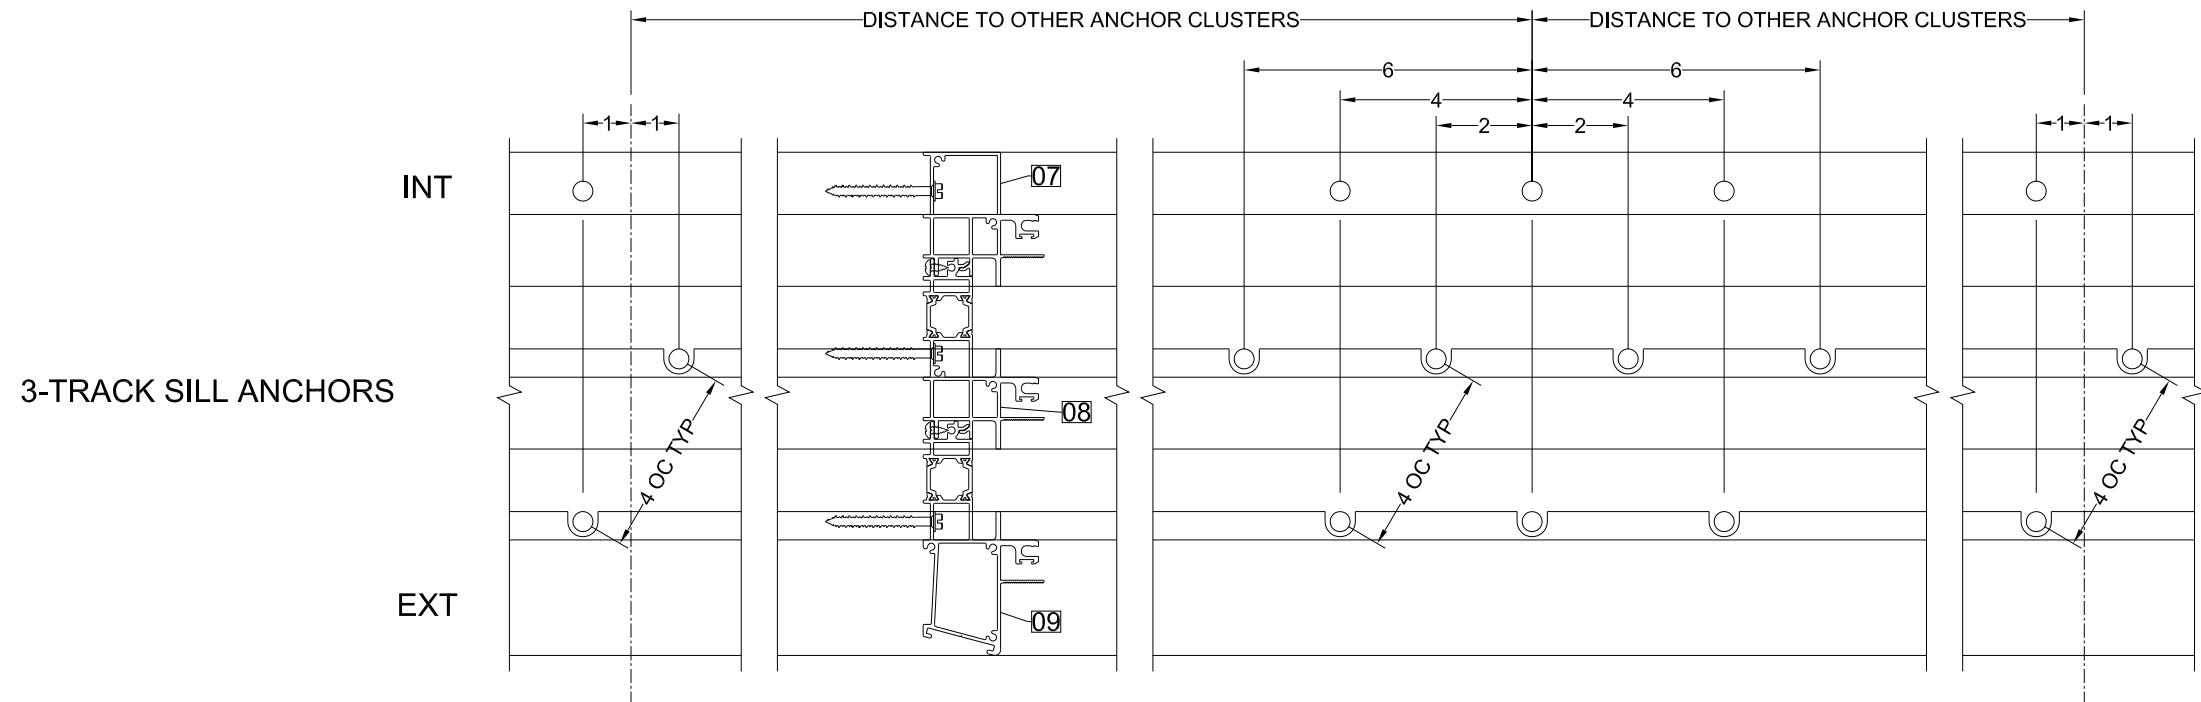 DISTANCE TO OTHER ANCHOR CLUSTERS
DISTANCE TO OTHER ANCHOR CLUSTERS
6
6
4
4
1
1
2
2
1
1
INT
07
3-TRACK SILL ANCHORS
08
4 OC TYP
4 OC TYP
4 OC TYP
EXT
09